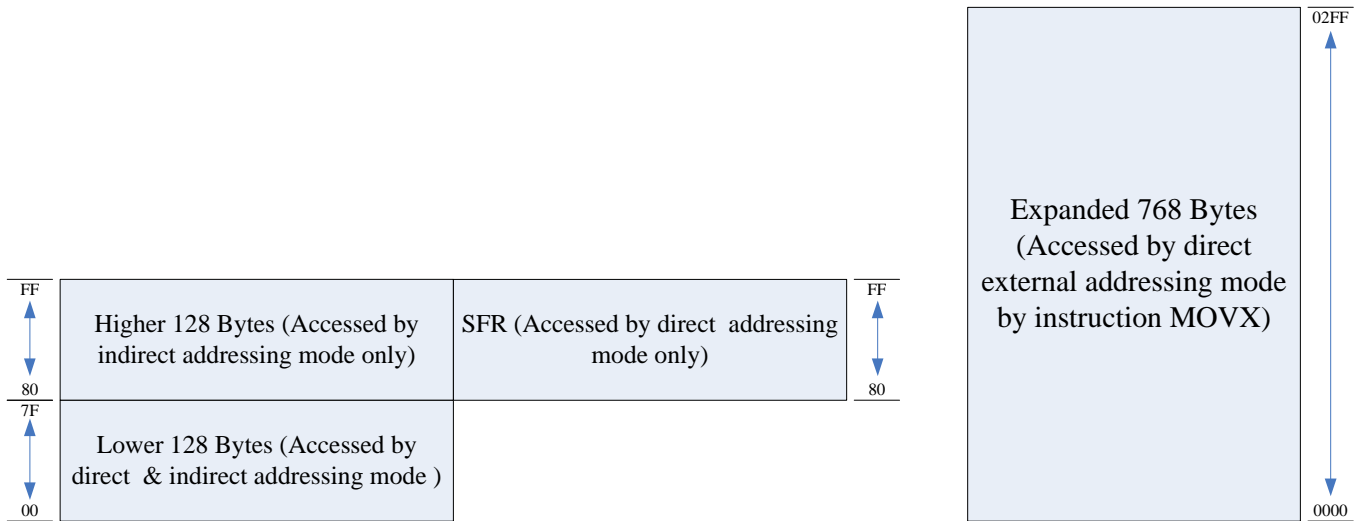 02FF
Expanded 768 Bytes
(Accessed by direct
external addressing mode
by instruction MOVX)
0000
FF
Higher 128 Bytes (Accessed by
indirect addressing mode only)
80
SFR (Accessed by direct addressing
mode only)
FF
80
7F
Lower 128 Bytes (Accessed by
direct & indirect addressing mode )
00